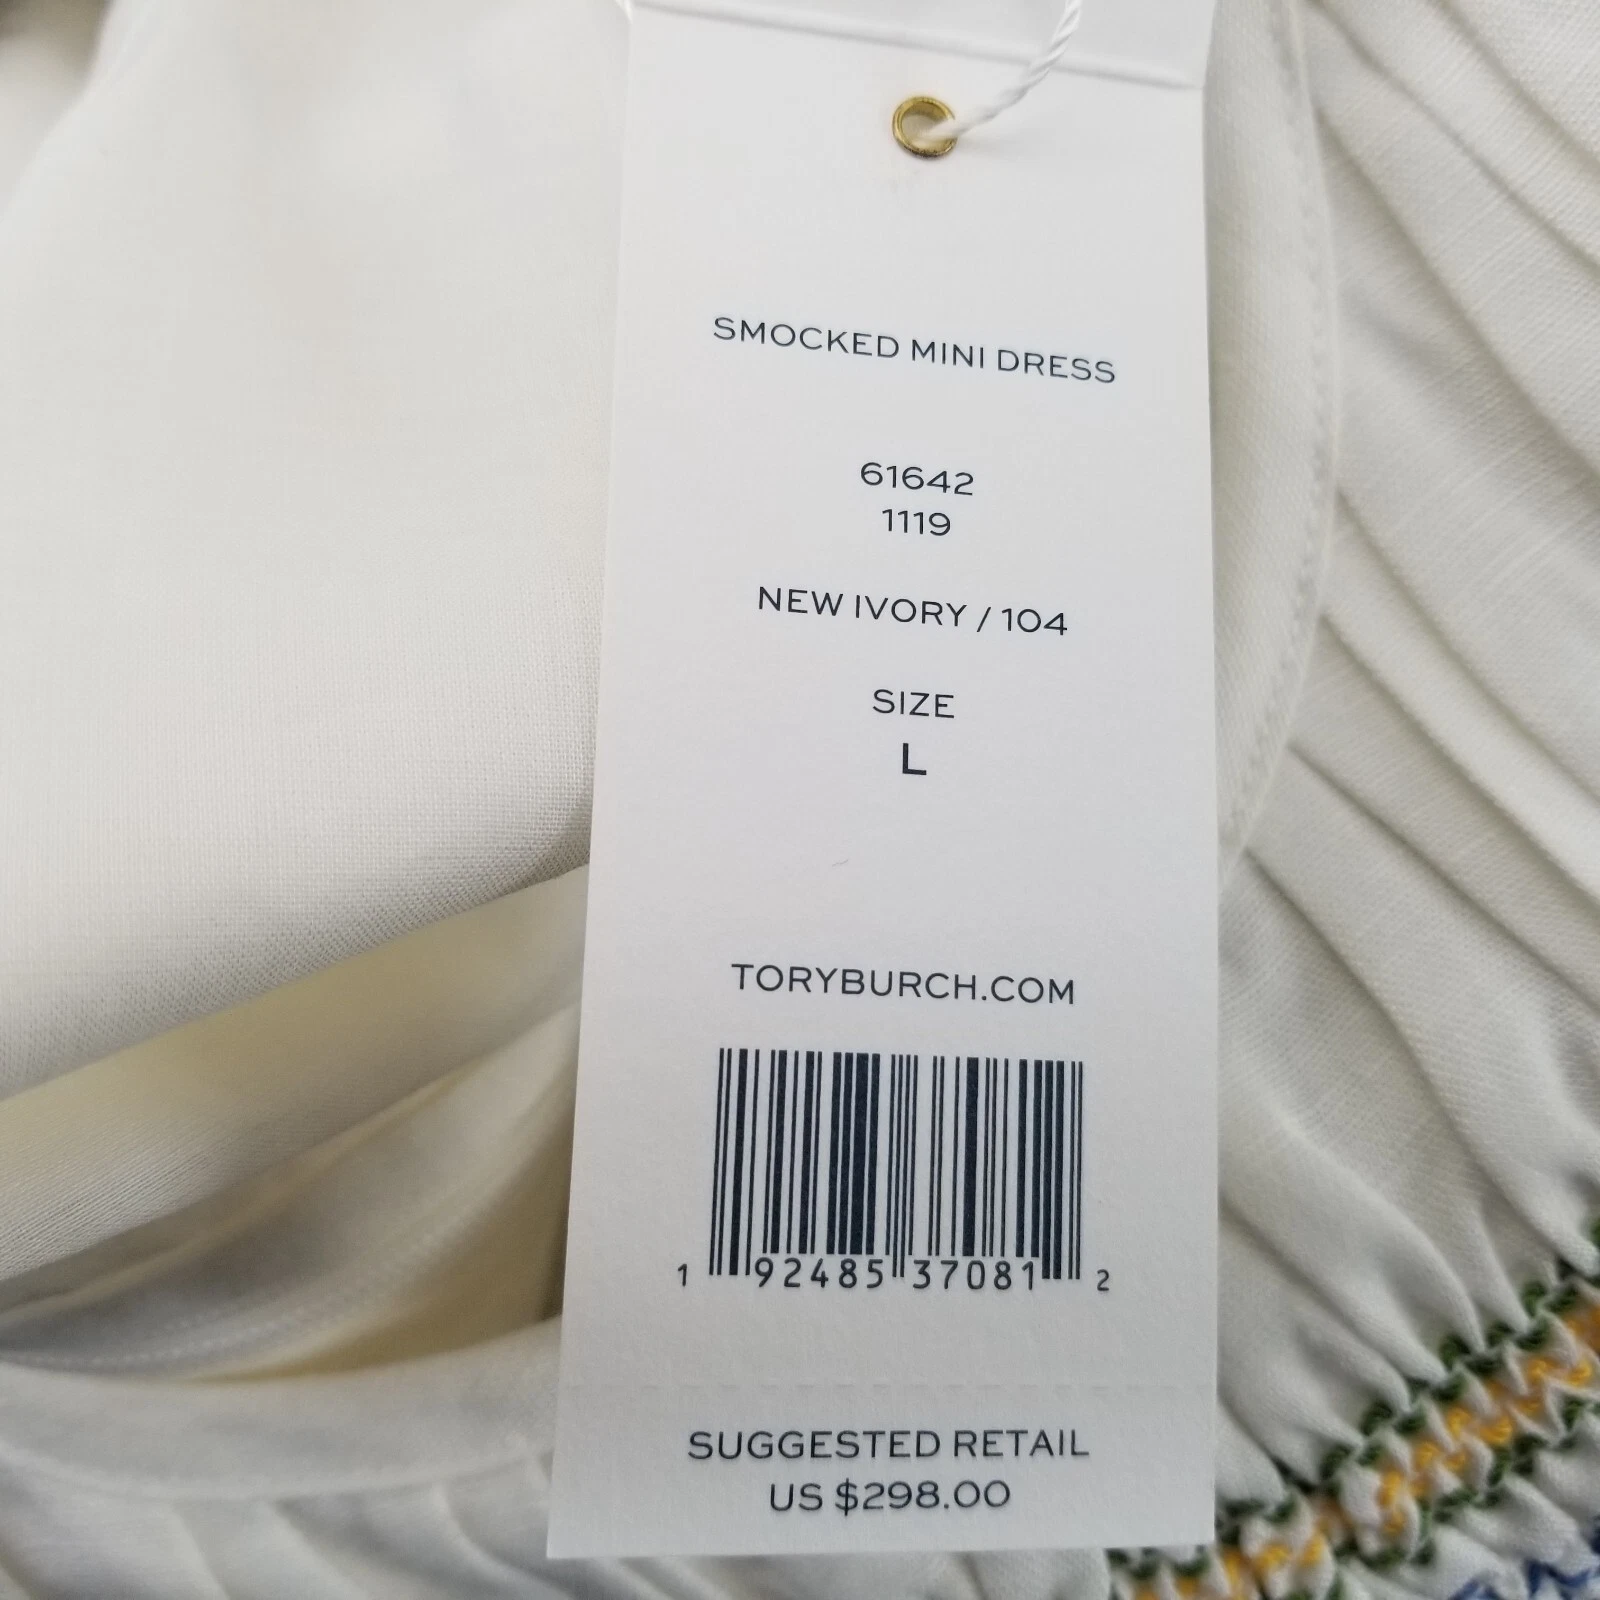 SMOCKED MINI DRESS
61642
1119
NEW IVORY / 104
SIZE
L
TORYBURCH.COM
1 92485 37081 2
SUGGESTED RETAIL
US $298.00